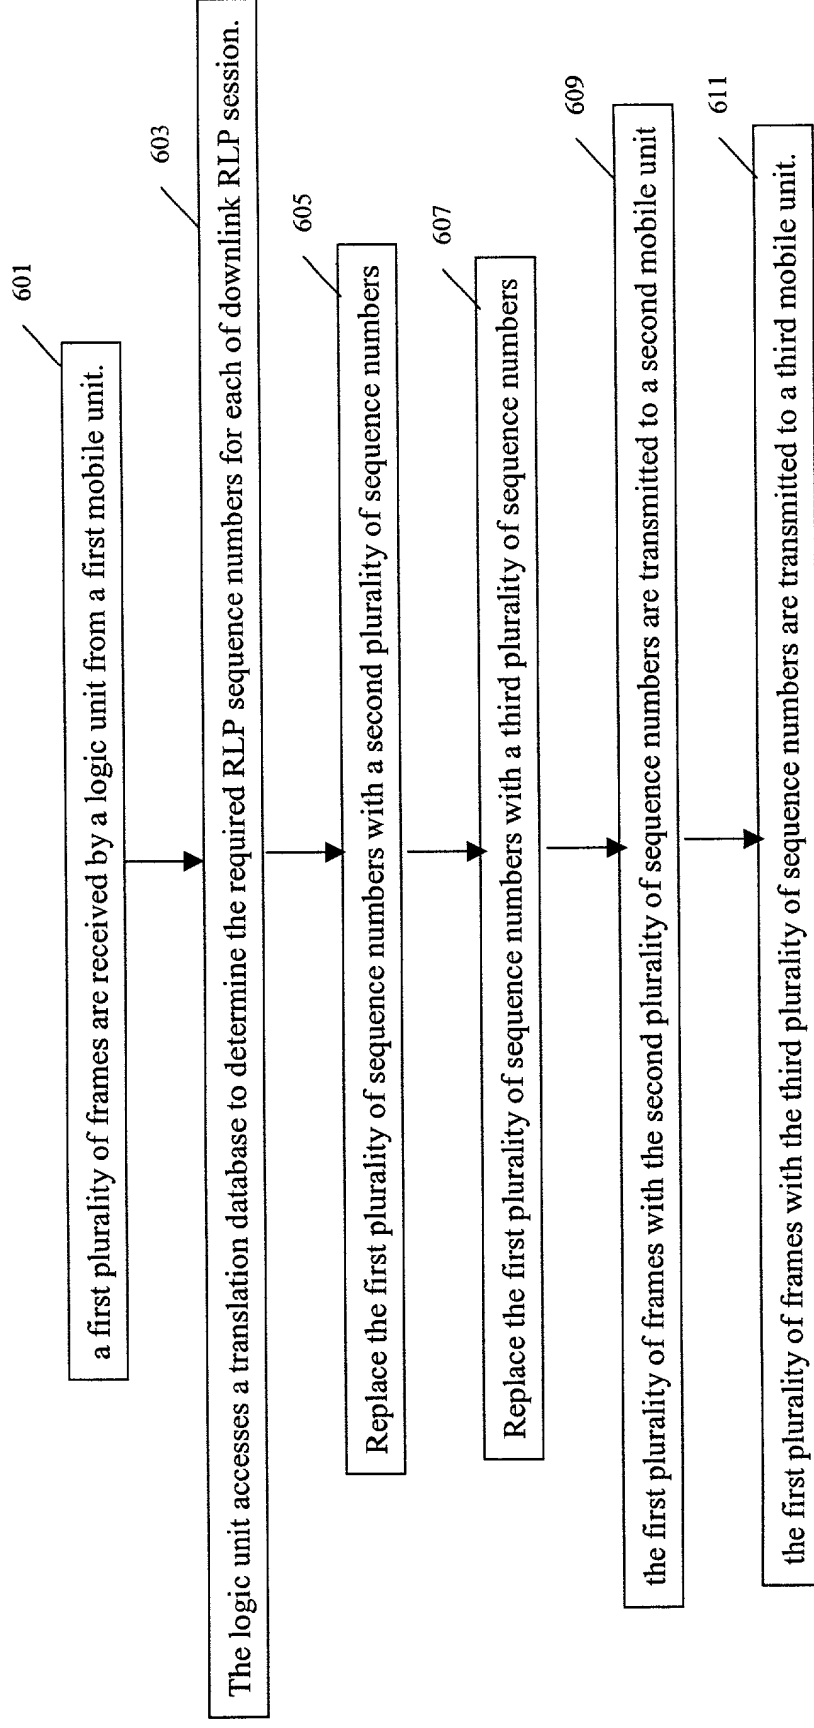 601
a first plurality of frames are received by a logic unit from a first mobile unit.
603
The logic unit accesses a translation database to determine the required RLP sequence numbers for each of downlink RLP session.
605
Replace the first plurality of sequence numbers with a second plurality of sequence numbers
607
Replace the first plurality of sequence numbers with a third plurality of sequence numbers
609
the first plurality of frames with the second plurality of sequence numbers are transmitted to a second mobile unit
611
the first plurality of frames with the third plurality of sequence numbers are transmitted to a third mobile unit.